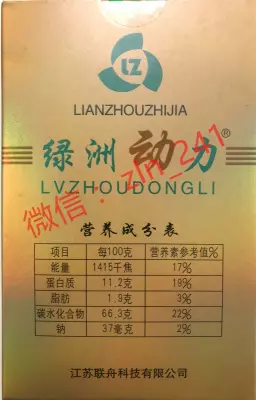 LZ
LIANZHOUZHIJIA
绿洲动力®
LVZHOUDONGLI
微信:zlh_241
营养成分表
项目 每100克 营养素参考值%
能量 1415千焦 17%
蛋白质 11.2克 19%
脂肪 1.9克 3%
碳水化合物 66.3克 22%
钠 37毫克 2%
江苏联舟科技有限公司